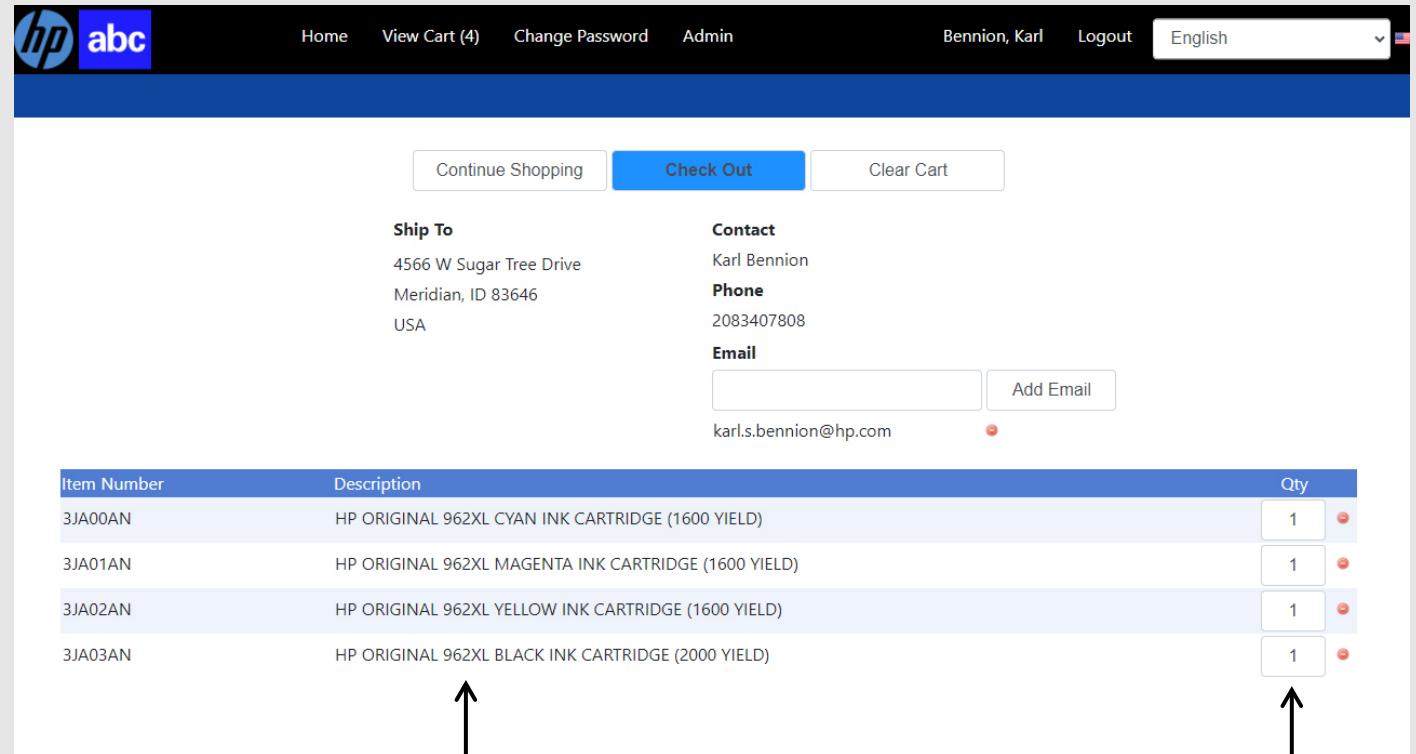 hp abc Home View Cart (4) Change Password Admin Bennion, Karl Logout English
Continue Shopping Check Out Clear Cart
Ship To
4566 W Sugar Tree Drive
Meridian, ID 83646
USA
Contact
Karl Bennion
Phone
2083407808
Email
Add Email
karl.s.bennion@hp.com
Item Number Description Qty
3JA00AN HP ORIGINAL 962XL CYAN INK CARTRIDGE (1600 YIELD) 1
3JA01AN HP ORIGINAL 962XL MAGENTA INK CARTRIDGE (1600 YIELD) 1
3JA02AN HP ORIGINAL 962XL YELLOW INK CARTRIDGE (1600 YIELD) 1
3JA03AN HP ORIGINAL 962XL BLACK INK CARTRIDGE (2000 YIELD) 1